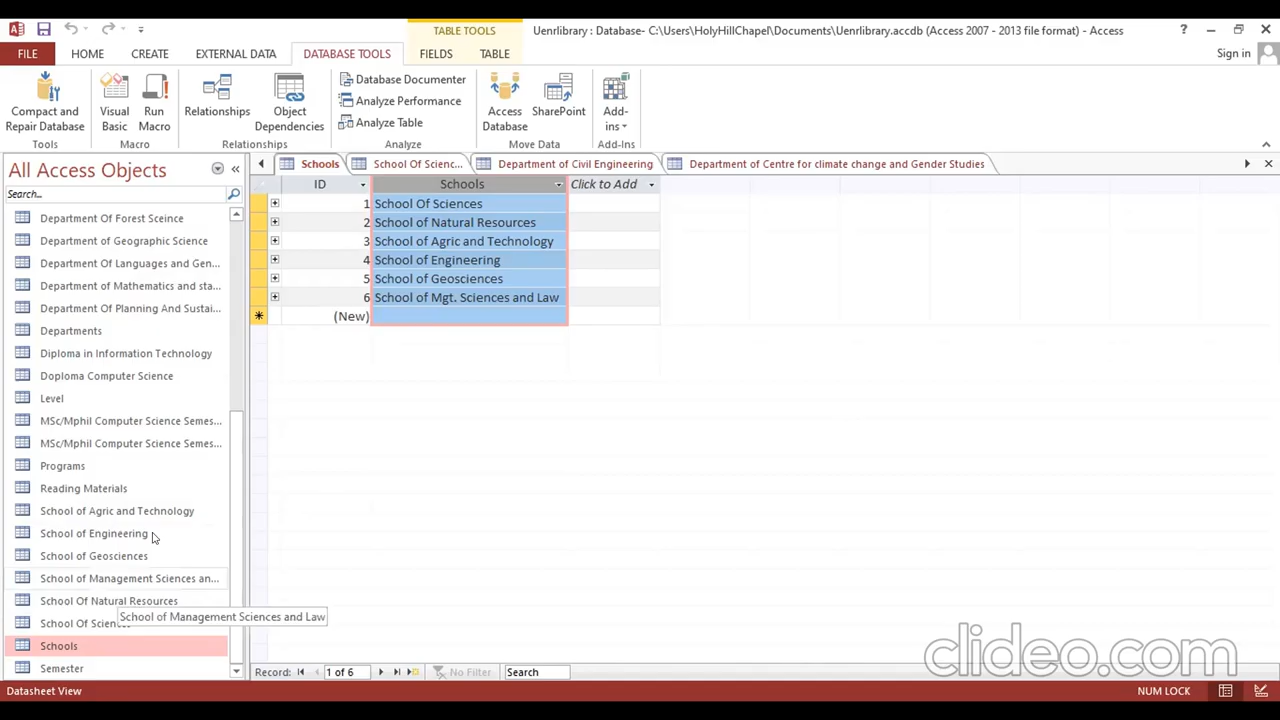 TABLE TOOLS
Uenrlibrary : Database- C:\Users\HolyHillChapel\Documents\Uenrlibrary.accdb (Access 2007 - 2013 file format) - Access
FILE HOME CREATE EXTERNAL DATA DATABASE TOOLS FIELDS TABLE Sign in
Compact and Repair Database
Visual Basic
Run Macro
Relationships
Object Dependencies
Database Documenter
Analyze Performance
Analyze Table
Access Database
SharePoint
Add-ins
Tools Macro Relationships Analyze Move Data Add-Ins
All Access Objects
Search...
Schools School Of Scienc... Department of Civil Engineering Department of Centre for climate change and Gender Studies
ID Schools Click to Add
1 School Of Sciences
2 School of Natural Resources
3 School of Agric and Technology
4 School of Engineering
5 School of Geosciences
6 School of Mgt. Sciences and Law
(New)
Department Of Forest Sceince
Department of Geographic Science
Department Of Languages and Gen...
Department of Mathematics and sta...
Department Of Planning And Sustai...
Departments
Diploma in Information Technology
Doploma Computer Science
Level
MSc/Mphil Computer Science Semes...
MSc/Mphil Computer Science Semes...
Programs
Reading Materials
School of Agric and Technology
School of Engineering
School of Geosciences
School of Management Sciences an...
School Of Natural Resources
School of Management Sciences and Law
School Of Scienc
Schools
Semester
Record: 1 of 6 No Filter Search
clideo.com
Datasheet View NUM LOCK